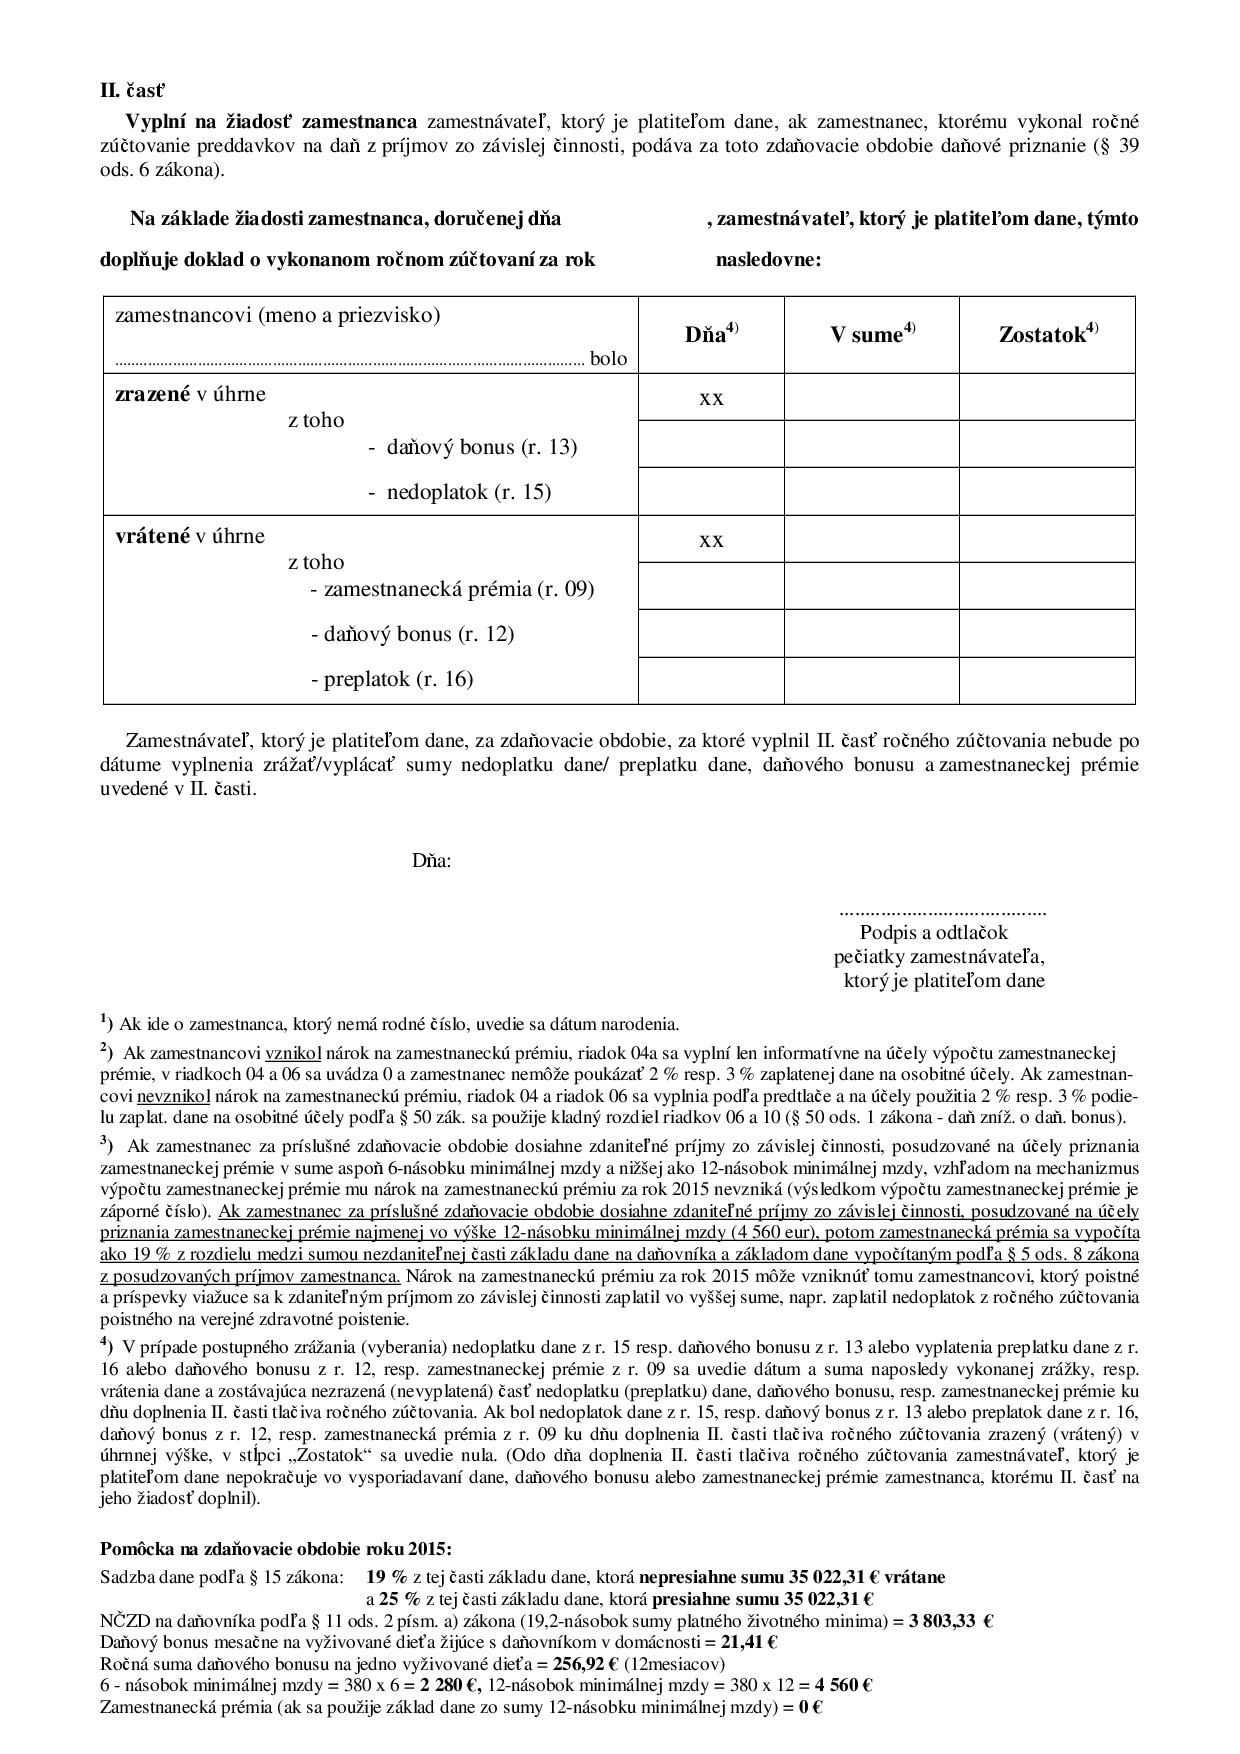 II. časť
Vyplní na žiadosť zamestnanca zamestnávateľ, ktorý je platiteľom dane, ak zamestnanec, ktorému vykonal ročné
zúčtovanie preddavkov na daň z príjmov zo závislej činnosti, podáva za toto zdaňovacie obdobie daňové priznanie (§ 39
ods. 6 zákona).
Na základe žiadosti zamestnanca, doručenej dňa , zamestnávateľ, ktorý je platiteľom dane, týmto
doplňuje doklad o vykonanom ročnom zúčtovaní za rok nasledovne:
zamestnancovi (meno a priezvisko)
Dňa4) V sume4) Zostatok4)
................................................................................................................... bolo
zrazené v úhrne xx
z toho
- daňový bonus (r. 13)
- nedoplatok (r. 15)
vrátené v úhrne xx
z toho
- zamestnanecká prémia (r. 09)
- daňový bonus (r. 12)
- preplatok (r. 16)
Zamestnávateľ, ktorý je platiteľom dane, za zdaňovacie obdobie, za ktoré vyplnil II. časť ročného zúčtovania nebude po
dátume vyplnenia zrážať/vyplácať sumy nedoplatku dane/ preplatku dane, daňového bonusu a zamestnaneckej prémie
uvedené v II. časti.
Dňa:
........................................
Podpis a odtlačok
pečiatky zamestnávateľa,
ktorý je platiteľom dane
1) Ak ide o zamestnanca, ktorý nemá rodné číslo, uvedie sa dátum narodenia.
2) Ak zamestnancovi vznikol nárok na zamestnaneckú prémiu, riadok 04a sa vyplní len informatívne na účely výpočtu zamestnaneckej
prémie, v riadkoch 04 a 06 sa uvádza 0 a zamestnanec nemôže poukázať 2 % resp. 3 % zaplatenej dane na osobitné účely. Ak zamestnan-
covi nevznikol nárok na zamestnaneckú prémiu, riadok 04 a riadok 06 sa vyplnia podľa predtlače a na účely použitia 2 % resp. 3 % podie-
lu zaplat. dane na osobitné účely podľa § 50 zák. sa použije kladný rozdiel riadkov 06 a 10 (§ 50 ods. 1 zákona - daň zníž. o daň. bonus).
3) Ak zamestnanec za príslušné zdaňovacie obdobie dosiahne zdaniteľné príjmy zo závislej činnosti, posudzované na účely priznania
zamestnaneckej prémie v sume aspoň 6-násobku minimálnej mzdy a nižšej ako 12-násobok minimálnej mzdy, vzhľadom na mechanizmus
výpočtu zamestnaneckej prémie mu nárok na zamestnaneckú prémiu za rok 2015 nevzniká (výsledkom výpočtu zamestnaneckej prémie je
záporné číslo). Ak zamestnanec za príslušné zdaňovacie obdobie dosiahne zdaniteľné príjmy zo závislej činnosti, posudzované na účely
priznania zamestnaneckej prémie najmenej vo výške 12-násobku minimálnej mzdy (4 560 eur), potom zamestnanecká prémia sa vypočíta
ako 19 % z rozdielu medzi sumou nezdaniteľnej časti základu dane na daňovníka a základom dane vypočítaným podľa § 5 ods. 8 zákona
z posudzovaných príjmov zamestnanca. Nárok na zamestnaneckú prémiu za rok 2015 môže vzniknúť tomu zamestnancovi, ktorý poistné
a príspevky viažuce sa k zdaniteľným príjmom zo závislej činnosti zaplatil vo vyššej sume, napr. zaplatil nedoplatok z ročného zúčtovania
poistného na verejné zdravotné poistenie.
4) V prípade postupného zrážania (vyberania) nedoplatku dane z r. 15 resp. daňového bonusu z r. 13 alebo vyplatenia preplatku dane z r.
16 alebo daňového bonusu z r. 12, resp. zamestnaneckej prémie z r. 09 sa uvedie dátum a suma naposledy vykonanej zrážky, resp.
vrátenia dane a zostávajúca nezrazená (nevyplatená) časť nedoplatku (preplatku) dane, daňového bonusu, resp. zamestnaneckej prémie ku
dňu doplnenia II. časti tlačiva ročného zúčtovania. Ak bol nedoplatok dane z r. 15, resp. daňový bonus z r. 13 alebo preplatok dane z r. 16,
daňový bonus z r. 12, resp. zamestnanecká prémia z r. 09 ku dňu doplnenia II. časti tlačiva ročného zúčtovania zrazený (vrátený) v
úhrnnej výške, v stĺpci „Zostatok“ sa uvedie nula. (Odo dňa doplnenia II. časti tlačiva ročného zúčtovania zamestnávateľ, ktorý je
platiteľom dane nepokračuje vo vysporiadavaní dane, daňového bonusu alebo zamestnaneckej prémie zamestnanca, ktorému II. časť na
jeho žiadosť doplnil).
Pomôcka na zdaňovacie obdobie roku 2015:
Sadzba dane podľa § 15 zákona: 19 % z tej časti základu dane, ktorá nepresiahne sumu 35 022,31 € vrátane
a 25 % z tej časti základu dane, ktorá presiahne sumu 35 022,31 €
NČZD na daňovníka podľa § 11 ods. 2 písm. a) zákona (19,2-násobok sumy platného životného minima) = 3 803,33 €
Daňový bonus mesačne na vyživované dieťa žijúce s daňovníkom v domácnosti = 21,41 €
Ročná suma daňového bonusu na jedno vyživované dieťa = 256,92 € (12mesiacov)
6 - násobok minimálnej mzdy = 380 x 6 = 2 280 €, 12-násobok minimálnej mzdy = 380 x 12 = 4 560 €
Zamestnanecká prémia (ak sa použije základ dane zo sumy 12-násobku minimálnej mzdy) = 0 €